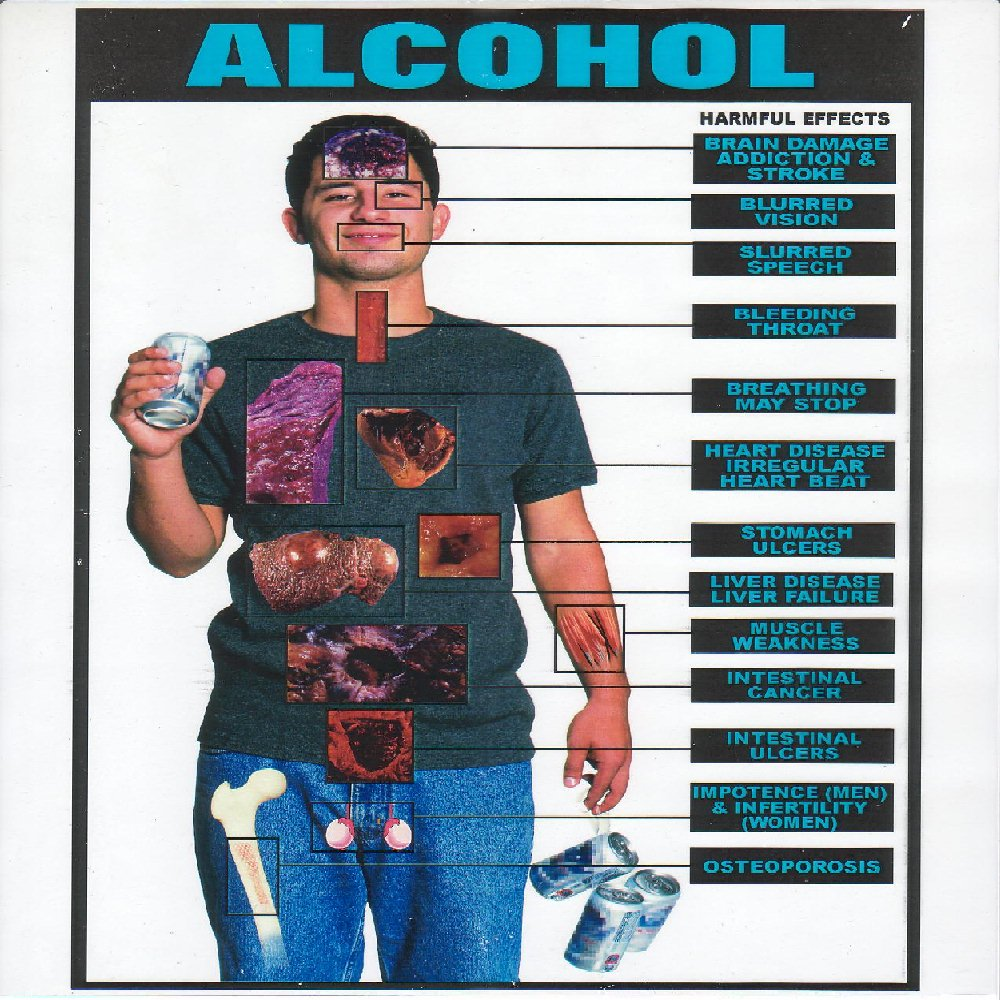 ALCOHOL
HARMFUL EFFECTS
BRAIN DAMAGE
ADDICTION &
STROKE
BLURRED
VISION
SLURRED
SPEECH
BLEEDING
THROAT
BREATHING
MAY STOP
HEART DISEASE
IRREGULAR
HEART BEAT
STOMACH
ULCERS
LIVER DISEASE
LIVER FAILURE
MUSCLE
WEAKNESS
INTESTINAL
CANCER
INTESTINAL
ULCERS
IMPOTENCE (MEN)
& INFERTILITY
(WOMEN)
OSTEOPOROSIS